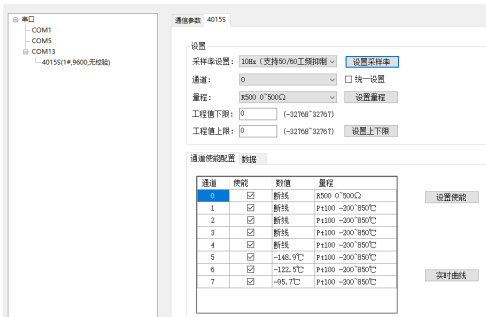 串口
COM1
COM5
COM13
4015S(1#,9600,无校验)
通信参数 4015S
设置
采样率设置: 10Hz (支持50/60工频抑制 设置采样率
通道: 0 统一设置
量程: R500 0~500Ω 设置量程
工程值下限: 0 (-32768~32767)
工程值上限: 0 (-32768~32767) 设置上下限
通道使能配置 数据
通道 使能 数值 量程
0 断线 R500 0~500Ω
1 断线 Pt100 -200~850℃
2 断线 Pt100 -200~850℃
3 断线 Pt100 -200~850℃
4 断线 Pt100 -200~850℃
5 -148.9℃ Pt100 -200~850℃
6 -122.5℃ Pt100 -200~850℃
7 -95.7℃ Pt100 -200~850℃
设置使能
实时曲线